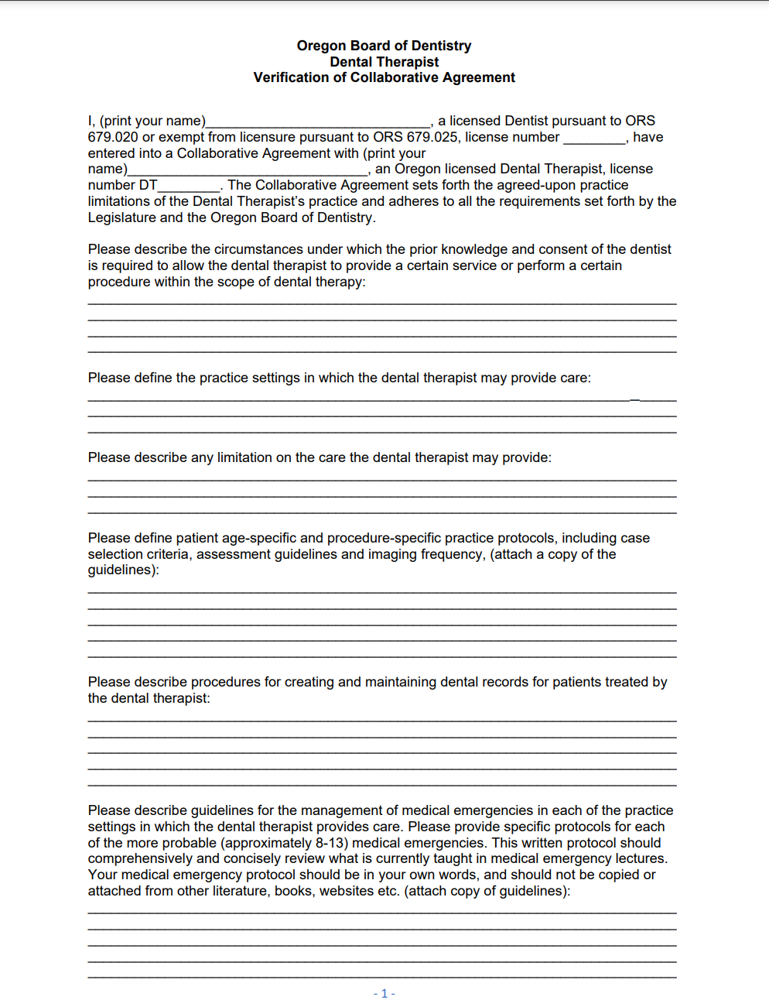 Oregon Board of Dentistry
Dental Therapist
Verification of Collaborative Agreement
I, (print your name)_____________________________, a licensed Dentist pursuant to ORS
679.020 or exempt from licensure pursuant to ORS 679.025, license number ________, have
entered into a Collaborative Agreement with (print your
name)_______________________________, an Oregon licensed Dental Therapist, license
number DT________. The Collaborative Agreement sets forth the agreed-upon practice
limitations of the Dental Therapist’s practice and adheres to all the requirements set forth by the
Legislature and the Oregon Board of Dentistry.
Please describe the circumstances under which the prior knowledge and consent of the dentist
is required to allow the dental therapist to provide a certain service or perform a certain
procedure within the scope of dental therapy:
Please define the practice settings in which the dental therapist may provide care:
Please describe any limitation on the care the dental therapist may provide:
Please define patient age-specific and procedure-specific practice protocols, including case
selection criteria, assessment guidelines and imaging frequency, (attach a copy of the
guidelines):
Please describe procedures for creating and maintaining dental records for patients treated by
the dental therapist:
Please describe guidelines for the management of medical emergencies in each of the practice
settings in which the dental therapist provides care. Please provide specific protocols for each
of the more probable (approximately 8-13) medical emergencies. This written protocol should
comprehensively and concisely review what is currently taught in medical emergency lectures.
Your medical emergency protocol should be in your own words, and should not be copied or
attached from other literature, books, websites etc. (attach copy of guidelines):
- 1 -